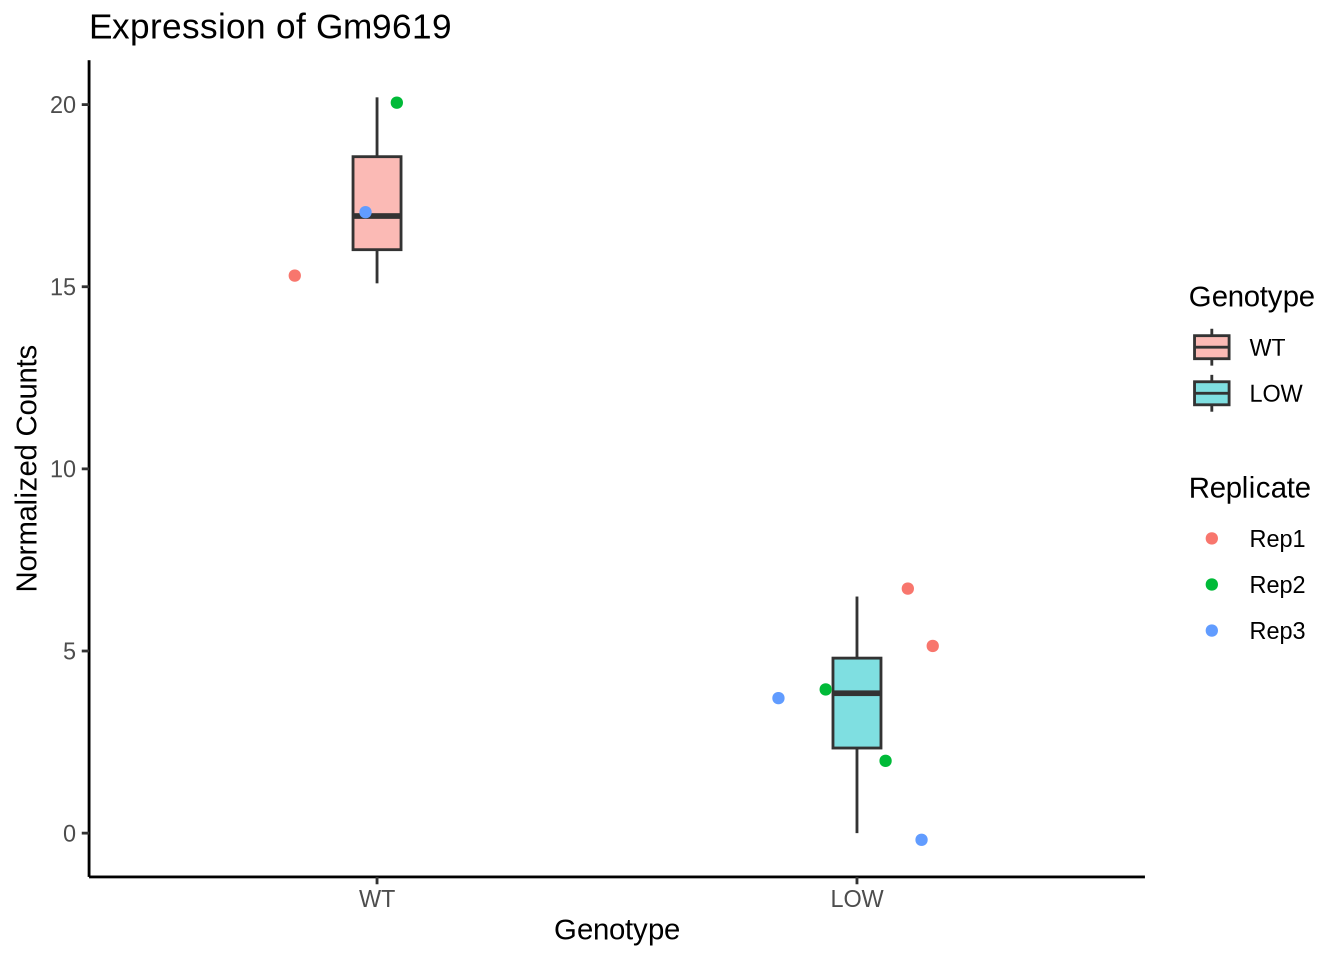 Expression of Gm9619
20
15
10
5
0
Normalized Counts
WT
LOW
Genotype
Genotype
WT
LOW
Replicate
Rep1
Rep2
Rep3